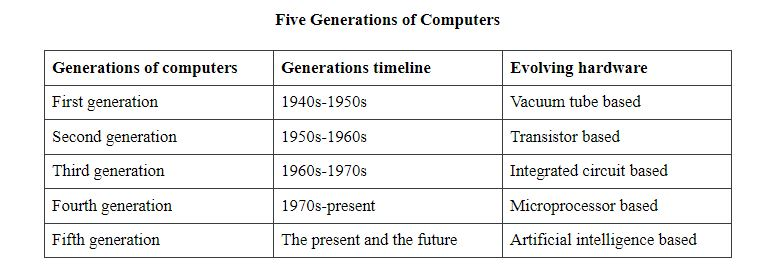 Five Generations of Computers
Generations of computers Generations timeline Evolving hardware
First generation 1940s-1950s Vacuum tube based
Second generation 1950s-1960s Transistor based
Third generation 1960s-1970s Integrated circuit based
Fourth generation 1970s-present Microprocessor based
Fifth generation The present and the future Artificial intelligence based